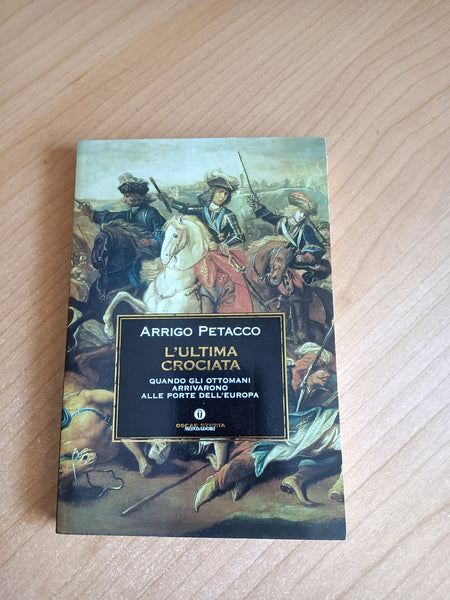 ARRIGO PETACCO
L'ULTIMA
CROCIATA
QUANDO GLI OTTOMANI
ARRIVARONO
ALLE PORTE DELL'EUROPA
OSCAR STORIA
MONDADORI